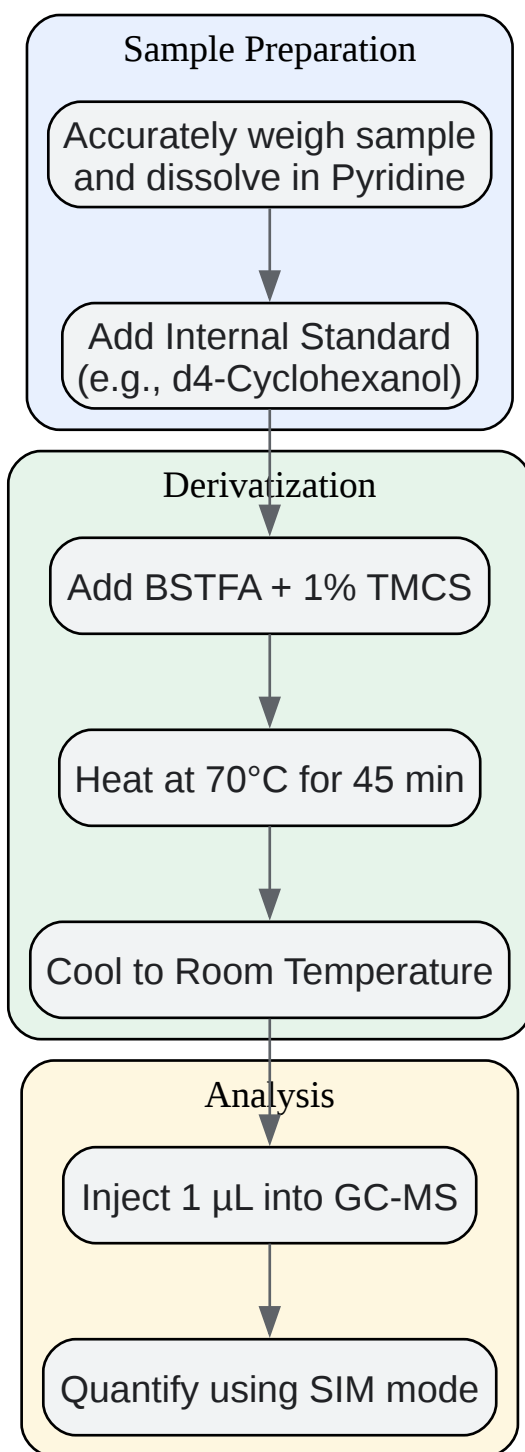 Sample Preparation
Accurately weigh sample
and dissolve in Pyridine
Add Internal Standard
(e.g., d4-Cyclohexanol)
Derivatization
Add BSTFA + 1% TMCS
Heat at 70°C for 45 min
Cool to Room Temperature
Analysis
Inject 1 µL into GC-MS
Quantify using SIM mode